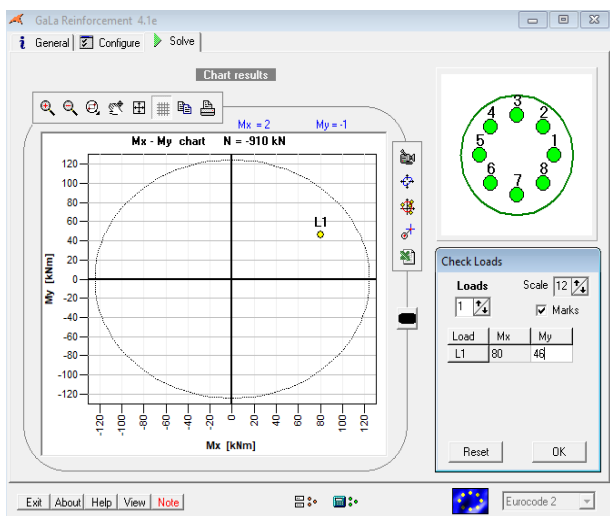 GaLa Reinforcement 4.1e
i General Configure Solve
Chart results
Mx = 2 My = -1
Mx - My chart N = -910 kN
120
100
80
60
40
20
0
-20
-40
-60
-80
-100
-120
My [kNm]
L1
-120 -100 -80 -60 -40 -20 0 20 40 60 80 100 120
Mx [kNm]
3
4 2
5 1
6 8
7
Check Loads
Loads Scale 12
1 Marks
Load Mx My
L1 80 46
Reset OK
Exit About Help View Note Eurocode 2